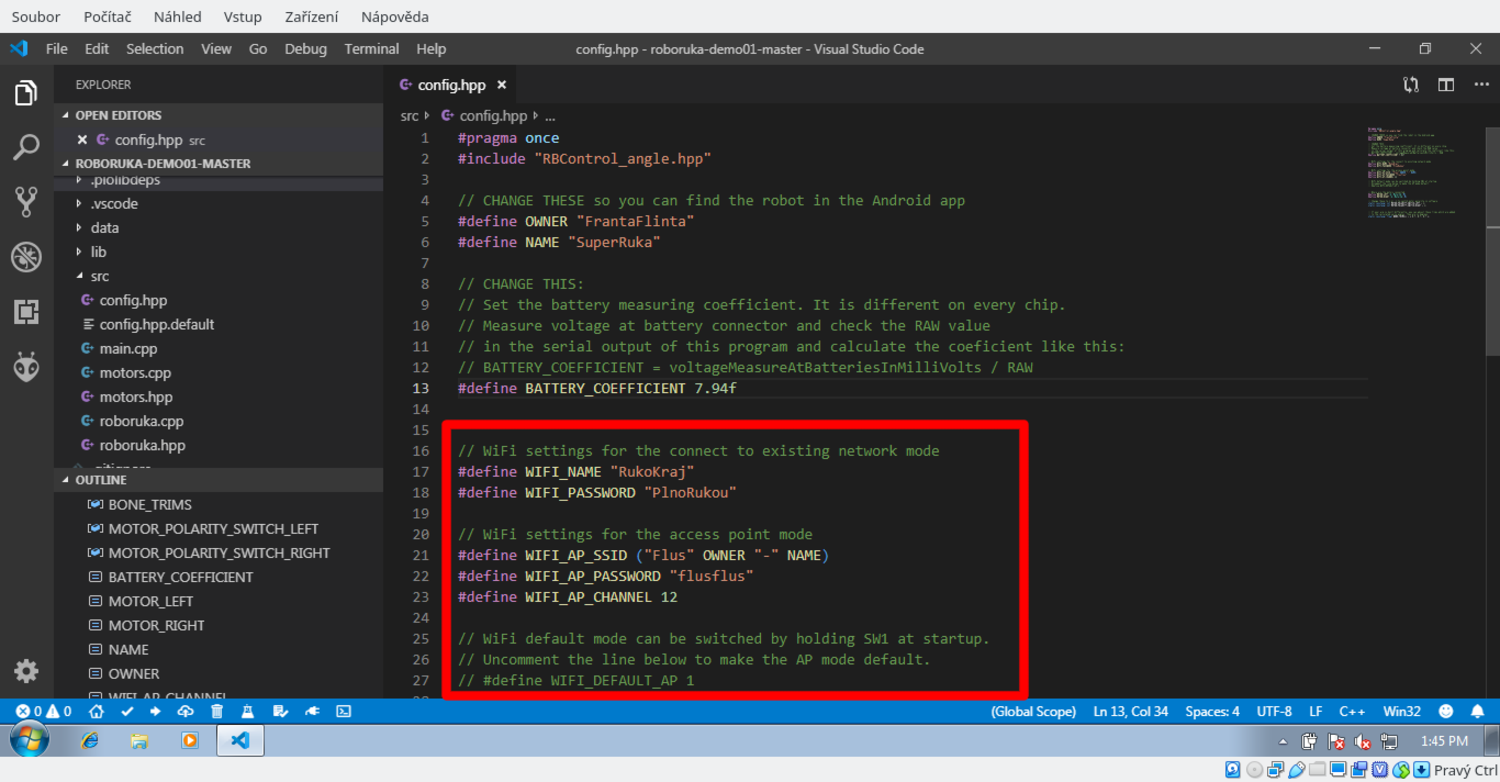 Soubor Počítač Náhled Vstup Zařízení Nápověda
File Edit Selection View Go Debug Terminal Help
config.hpp - roboruka-demo01-master - Visual Studio Code
EXPLORER
OPEN EDITORS
config.hpp src
ROBORUKA-DEMO01-MASTER
.piolibdeps
.vscode
data
lib
src
config.hpp
config.hpp.default
main.cpp
motors.cpp
motors.hpp
roboruka.cpp
roboruka.hpp
.gitignore
OUTLINE
BONE_TRIMS
MOTOR_POLARITY_SWITCH_LEFT
MOTOR_POLARITY_SWITCH_RIGHT
BATTERY_COEFFICIENT
MOTOR_LEFT
MOTOR_RIGHT
NAME
OWNER
WIFI_AP_CHANNEL
config.hpp
src config.hpp ...
1 #pragma once
2 #include "RBControl_angle.hpp"
3
4 // CHANGE THESE so you can find the robot in the Android app
5 #define OWNER "FrantaFlinta"
6 #define NAME "SuperRuka"
7
8 // CHANGE THIS:
9 // Set the battery measuring coefficient. It is different on every chip.
10 // Measure voltage at battery connector and check the RAW value
11 // in the serial output of this program and calculate the coeficient like this:
12 // BATTERY_COEFFICIENT = voltageMeasureAtBatteriesInMilliVolts / RAW
13 #define BATTERY_COEFFICIENT 7.94f
14
15
16 // WiFi settings for the connect to existing network mode
17 #define WIFI_NAME "RukoKraj"
18 #define WIFI_PASSWORD "PlnoRukou"
19
20 // WiFi settings for the access point mode
21 #define WIFI_AP_SSID ("Flus" OWNER "-" NAME)
22 #define WIFI_AP_PASSWORD "flusflus"
23 #define WIFI_AP_CHANNEL 12
24
25 // WiFi default mode can be switched by holding SW1 at startup.
26 // Uncomment the line below to make the AP mode default.
27 // #define WIFI_DEFAULT_AP 1
28
0 0 (Global Scope) Ln 13, Col 34 Spaces: 4 UTF-8 LF C++ Win32
1:45 PM
Pravý Ctrl